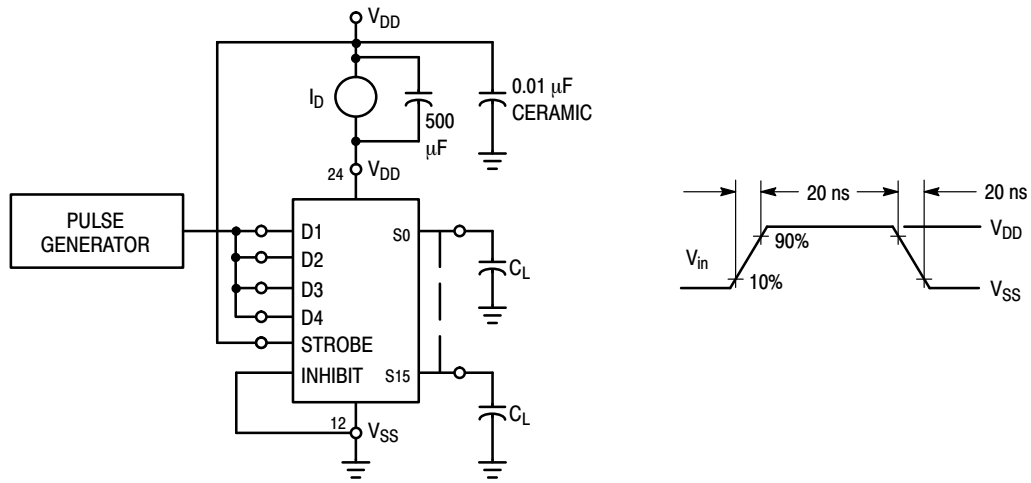 V_DD
I_D
500
μF
0.01 μF
CERAMIC
24
V_DD
PULSE
GENERATOR
D1
D2
D3
D4
STROBE
INHIBIT
S0
S15
C_L
C_L
12
V_SS
20 ns
20 ns
V_in
90%
10%
V_DD
V_SS